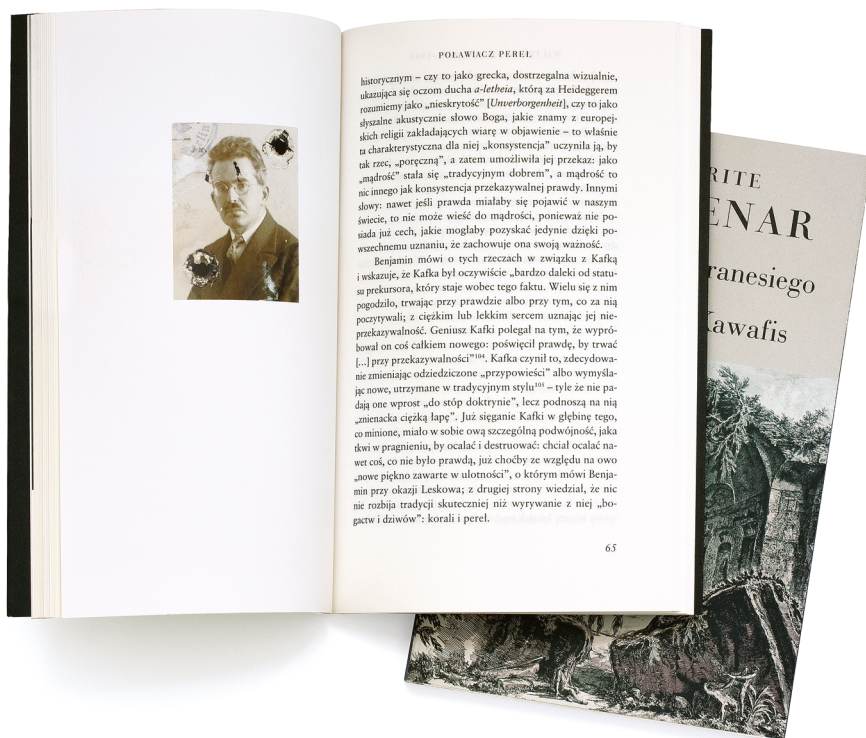 POŁAWIACZ PEREŁ
historycznym – czy to jako grecka, dostrzegalna wizualnie,
ukazująca się oczom ducha a-letheia, którą za Heideggerem
rozumiemy jako „nieskrytość” [Unverborgenheit], czy to jako
słyszalne akustycznie słowo Boga, jakie znamy z europej-
skich religii zakładających wiarę w objawienie – to właśnie
ta charakterystyczna dla niej „konsystencja” uczyniła ją, by
tak rzec, „poręczną”, a zatem umożliwiła jej przekaz: jako
„mądrość” stała się „tradycyjnym dobrem”, a mądrość to
nic innego jak konsystencja przekazywalnej prawdy. Innymi
słowy: nawet jeśli prawda miałaby się pojawić w naszym
świecie, to nie może wieść do mądrości, ponieważ nie po-
siada już cech, jakie mogłaby pozyskać jedynie dzięki po-
wszechnemu uznaniu, że zachowuje ona swoją ważność.
Benjamin mówi o tych rzeczach w związku z Kafką
i wskazuje, że Kafka był oczywiście „bardzo daleki od statu-
su prekursora, który staje wobec tego faktu. Wielu się z nim
pogodziło, trwając przy prawdzie albo przy tym, co za nią
poczytywali; z ciężkim lub lekkim sercem uznając jej nie-
przekazywalność. Geniusz Kafki polegał na tym, że wypró-
bował on coś całkiem nowego: poświęcił prawdę, by trwać
[...] przy przekazywalności”¹⁰⁴. Kafka czynił to, zdecydowa-
nie zmieniając odziedziczone „przypowieści” albo wymyśla-
jąc nowe, utrzymane w tradycyjnym stylu¹⁰⁵ – tyle że nie pa-
dają one wprost „do stóp doktrynie”, lecz podnoszą na nią
„znienacka ciężką łapę”. Już sięganie Kafki w głębinę tego,
co minione, miało w sobie ową szczególną podwójność, jaka
tkwi w pragnieniu, by ocalać i destruować: chciał ocalać na-
wet coś, co nie było prawdą, już choćby ze względu na owo
„nowe piękno zawarte w ulotności”, o którym mówi Benja-
min przy okazji Leskowa; z drugiej strony wiedział, że nic
nie rozbija tradycji skuteczniej niż wyrywanie z niej „bo-
gactw i dziwów”: korali i pereł.
65
RITE
ENAR
ranesiego
Kawafis